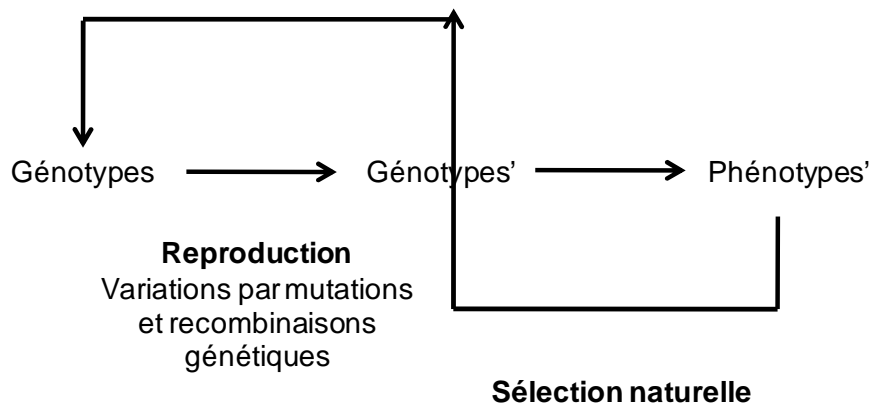 Génotypes
Génotypes’
Phénotypes’
Reproduction
Variations par mutations
et recombinaisons
génétiques
Sélection naturelle